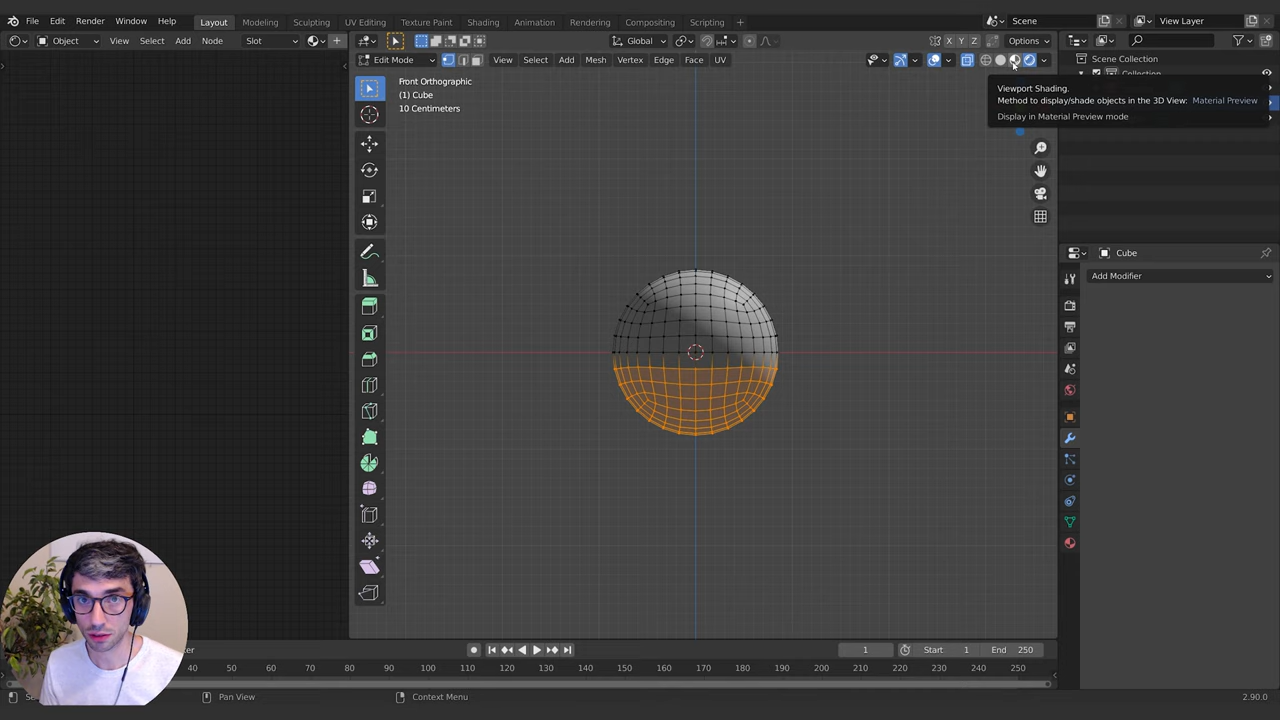 File Edit Render Window Help Layout Modeling Sculpting UV Editing Texture Paint Shading Animation Rendering Compositing Scripting + Scene View Layer
Object View Select Add Node Slot Global X Y Z Options
Edit Mode View Select Add Mesh Vertex Edge Face UV Scene Collection
Collection
Front Orthographic
(1) Cube
10 Centimeters
Viewport Shading.
Method to display/shade objects in the 3D View: Material Preview
Display in Material Preview mode
Cube
Add Modifier
1 Start 1 End 250
40 50 60 70 80 90 100 110 120 130 140 150 160 170 180 190 200 210 220 230 240 250
Pan View Context Menu 2.90.0